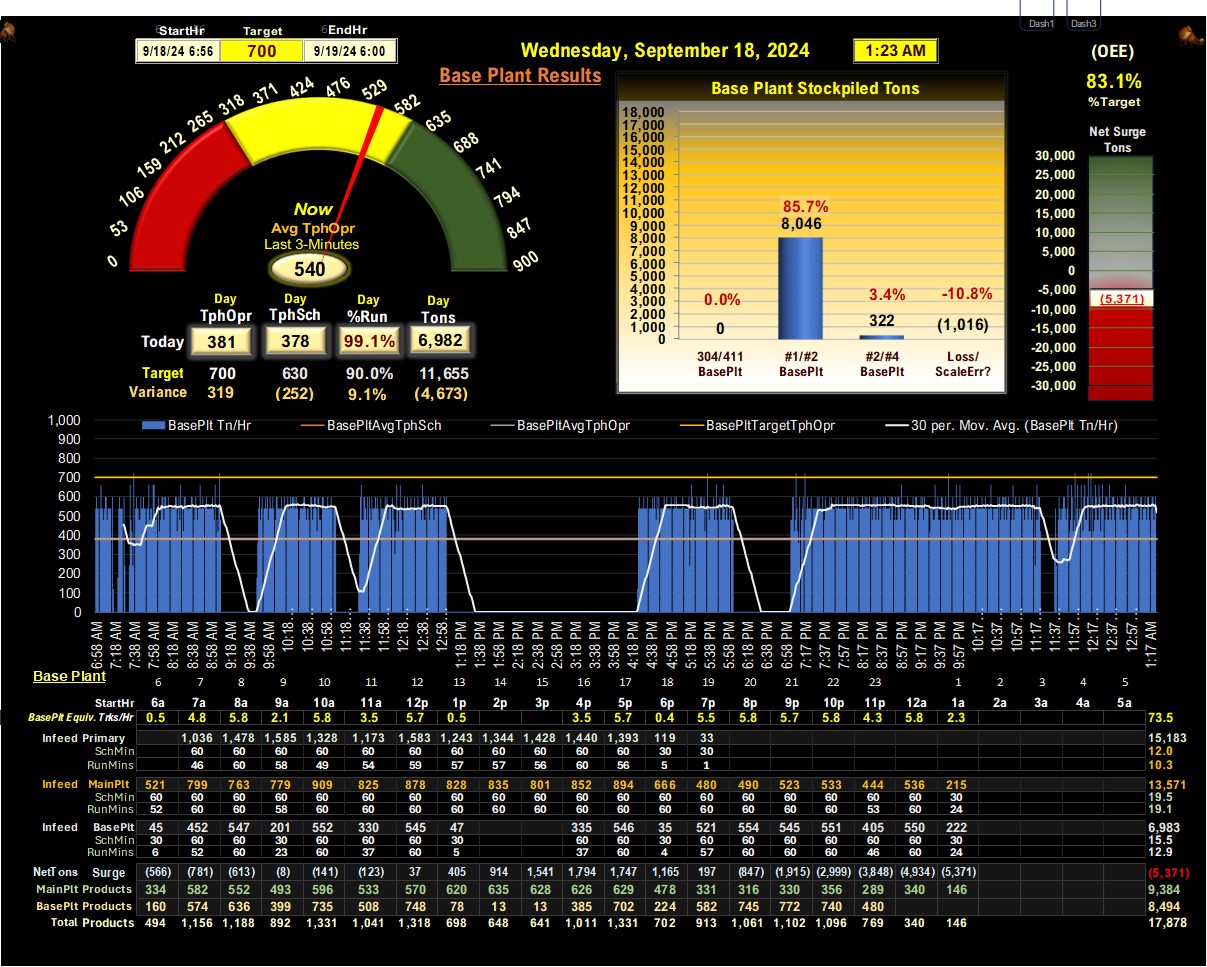 Dash1 Dash3
StartHr Target EndHr
9/18/24 6:56 700 9/19/24 6:00
Wednesday, September 18, 2024 1:23 AM
(OEE)
83.1%
%Target
Base Plant Results
Net Surge
Tons
0 53 106 159 212 265 318 371 424 476 529 582 635 688 741 794 847 900
Now
Avg TphOpr
Last 3-Minutes
540
Base Plant Stockpiled Tons
18,000
17,000
16,000
15,000
14,000
13,000
12,000
11,000
10,000
9,000
8,000
7,000
6,000
5,000
4,000
3,000
2,000
1,000
0
85.7%
8,046
0.0% 3.4% -10.8%
0 322 (1,016)
304/411 #1/#2 #2/#4 Loss/
BasePlt BasePlt BasePlt ScaleErr?
30,000
25,000
20,000
15,000
10,000
5,000
0
-5,000
(5,371)
-10,000
-15,000
-20,000
-25,000
-30,000
Day Day Day Day
TphOpr TphSch %Run Tons
Today 381 378 99.1% 6,982
Target 700 630 90.0% 11,655
Variance 319 (252) 9.1% (4,673)
BasePlt Tn/Hr BasePltAvgTphSch BasePltAvgTphOpr BasePltTargetTphOpr 30 per. Mov. Avg. (BasePlt Tn/Hr)
1,000
900
800
700
600
500
400
300
200
100
0
6:58 AM 7:18 AM 7:38 AM 7:58 AM 8:18 AM 8:38 AM 8:58 AM 9:18 AM 9:38 AM 9:58 AM 10:18... 10:38... 10:58... 11:18... 11:38... 11:58... 12:18... 12:38... 12:58... 1:18 PM 1:38 PM 1:58 PM 2:18 PM 2:38 PM 2:58 PM 3:18 PM 3:38 PM 3:58 PM 4:18 PM 4:38 PM 4:58 PM 5:18 PM 5:38 PM 5:58 PM 6:18 PM 6:38 PM 6:58 PM 7:17 PM 7:37 PM 7:57 PM 8:17 PM 8:37 PM 8:57 PM 9:17 PM 9:37 PM 9:57 PM 10:17... 10:37... 10:57... 11:17... 11:37... 11:57... 12:17... 12:37... 12:57... 1:17 AM
Base Plant
6 7 8 9 10 11 12 13 14 15 16 17 18 19 20 21 22 23 1 2 3 4 5
StartHr 6a 7a 8a 9a 10a 11a 12p 1p 2p 3p 4p 5p 6p 7p 8p 9p 10p 11p 12a 1a 2a 3a 4a 5a
BasePlt Equiv. Trks/Hr 0.5 4.8 5.8 2.1 5.8 3.5 5.7 0.5 3.5 5.7 0.4 5.5 5.8 5.7 5.8 4.3 5.8 2.3 73.5
Infeed Primary 1,036 1,478 1,585 1,328 1,173 1,583 1,243 1,344 1,428 1,440 1,393 119 33 15,183
SchMin 60 60 60 60 60 60 60 60 60 60 60 30 30 12.0
RunMins 46 60 58 49 54 59 57 57 56 60 56 5 1 10.3
Infeed MainPlt 521 799 763 779 909 825 878 828 835 801 852 894 666 480 490 523 533 444 536 215 13,571
SchMin 60 60 60 60 60 60 60 60 60 60 60 60 60 60 60 60 60 60 60 30 19.5
RunMins 52 60 60 58 60 60 60 60 60 60 60 60 60 60 60 60 60 53 60 24 19.1
Infeed BasePlt 45 452 547 201 552 330 545 47 335 546 35 521 554 545 551 405 550 222 6,983
SchMin 30 60 60 30 60 60 60 30 60 60 30 60 60 60 60 60 60 30 15.5
RunMins 6 52 60 23 60 37 60 5 37 60 4 57 60 60 60 46 60 24 12.9
NetTons Surge (566) (781) (613) (8) (141) (123) 37 405 914 1,541 1,794 1,747 1,165 197 (847) (1,915) (2,999) (3,848) (4,934) (5,371) (5,371)
MainPlt Products 334 582 552 493 596 533 570 620 635 628 626 629 478 331 316 330 356 289 340 146 9,384
BasePlt Products 160 574 636 399 735 508 748 78 13 13 385 702 224 582 745 772 740 480 8,494
Total Products 494 1,156 1,188 892 1,331 1,041 1,318 698 648 641 1,011 1,331 702 913 1,061 1,102 1,096 769 340 146 17,878